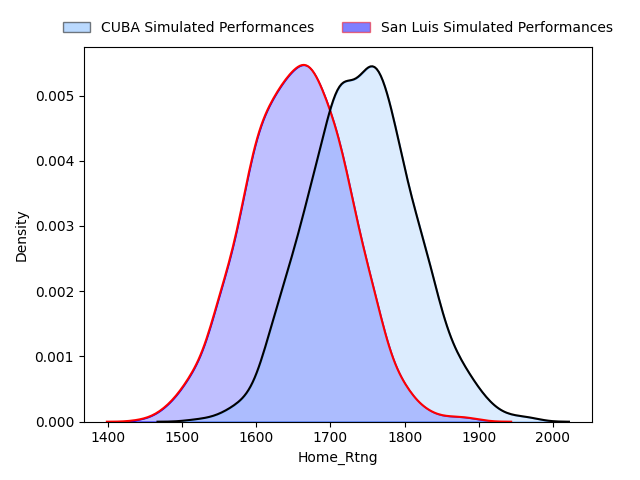 CUBA Simulated Performances San Luis Simulated Performances
0.005
0.004
0.003
0.002
0.001
0.000
Density
1400 1500 1600 1700 1800 1900 2000
Home_Rtng